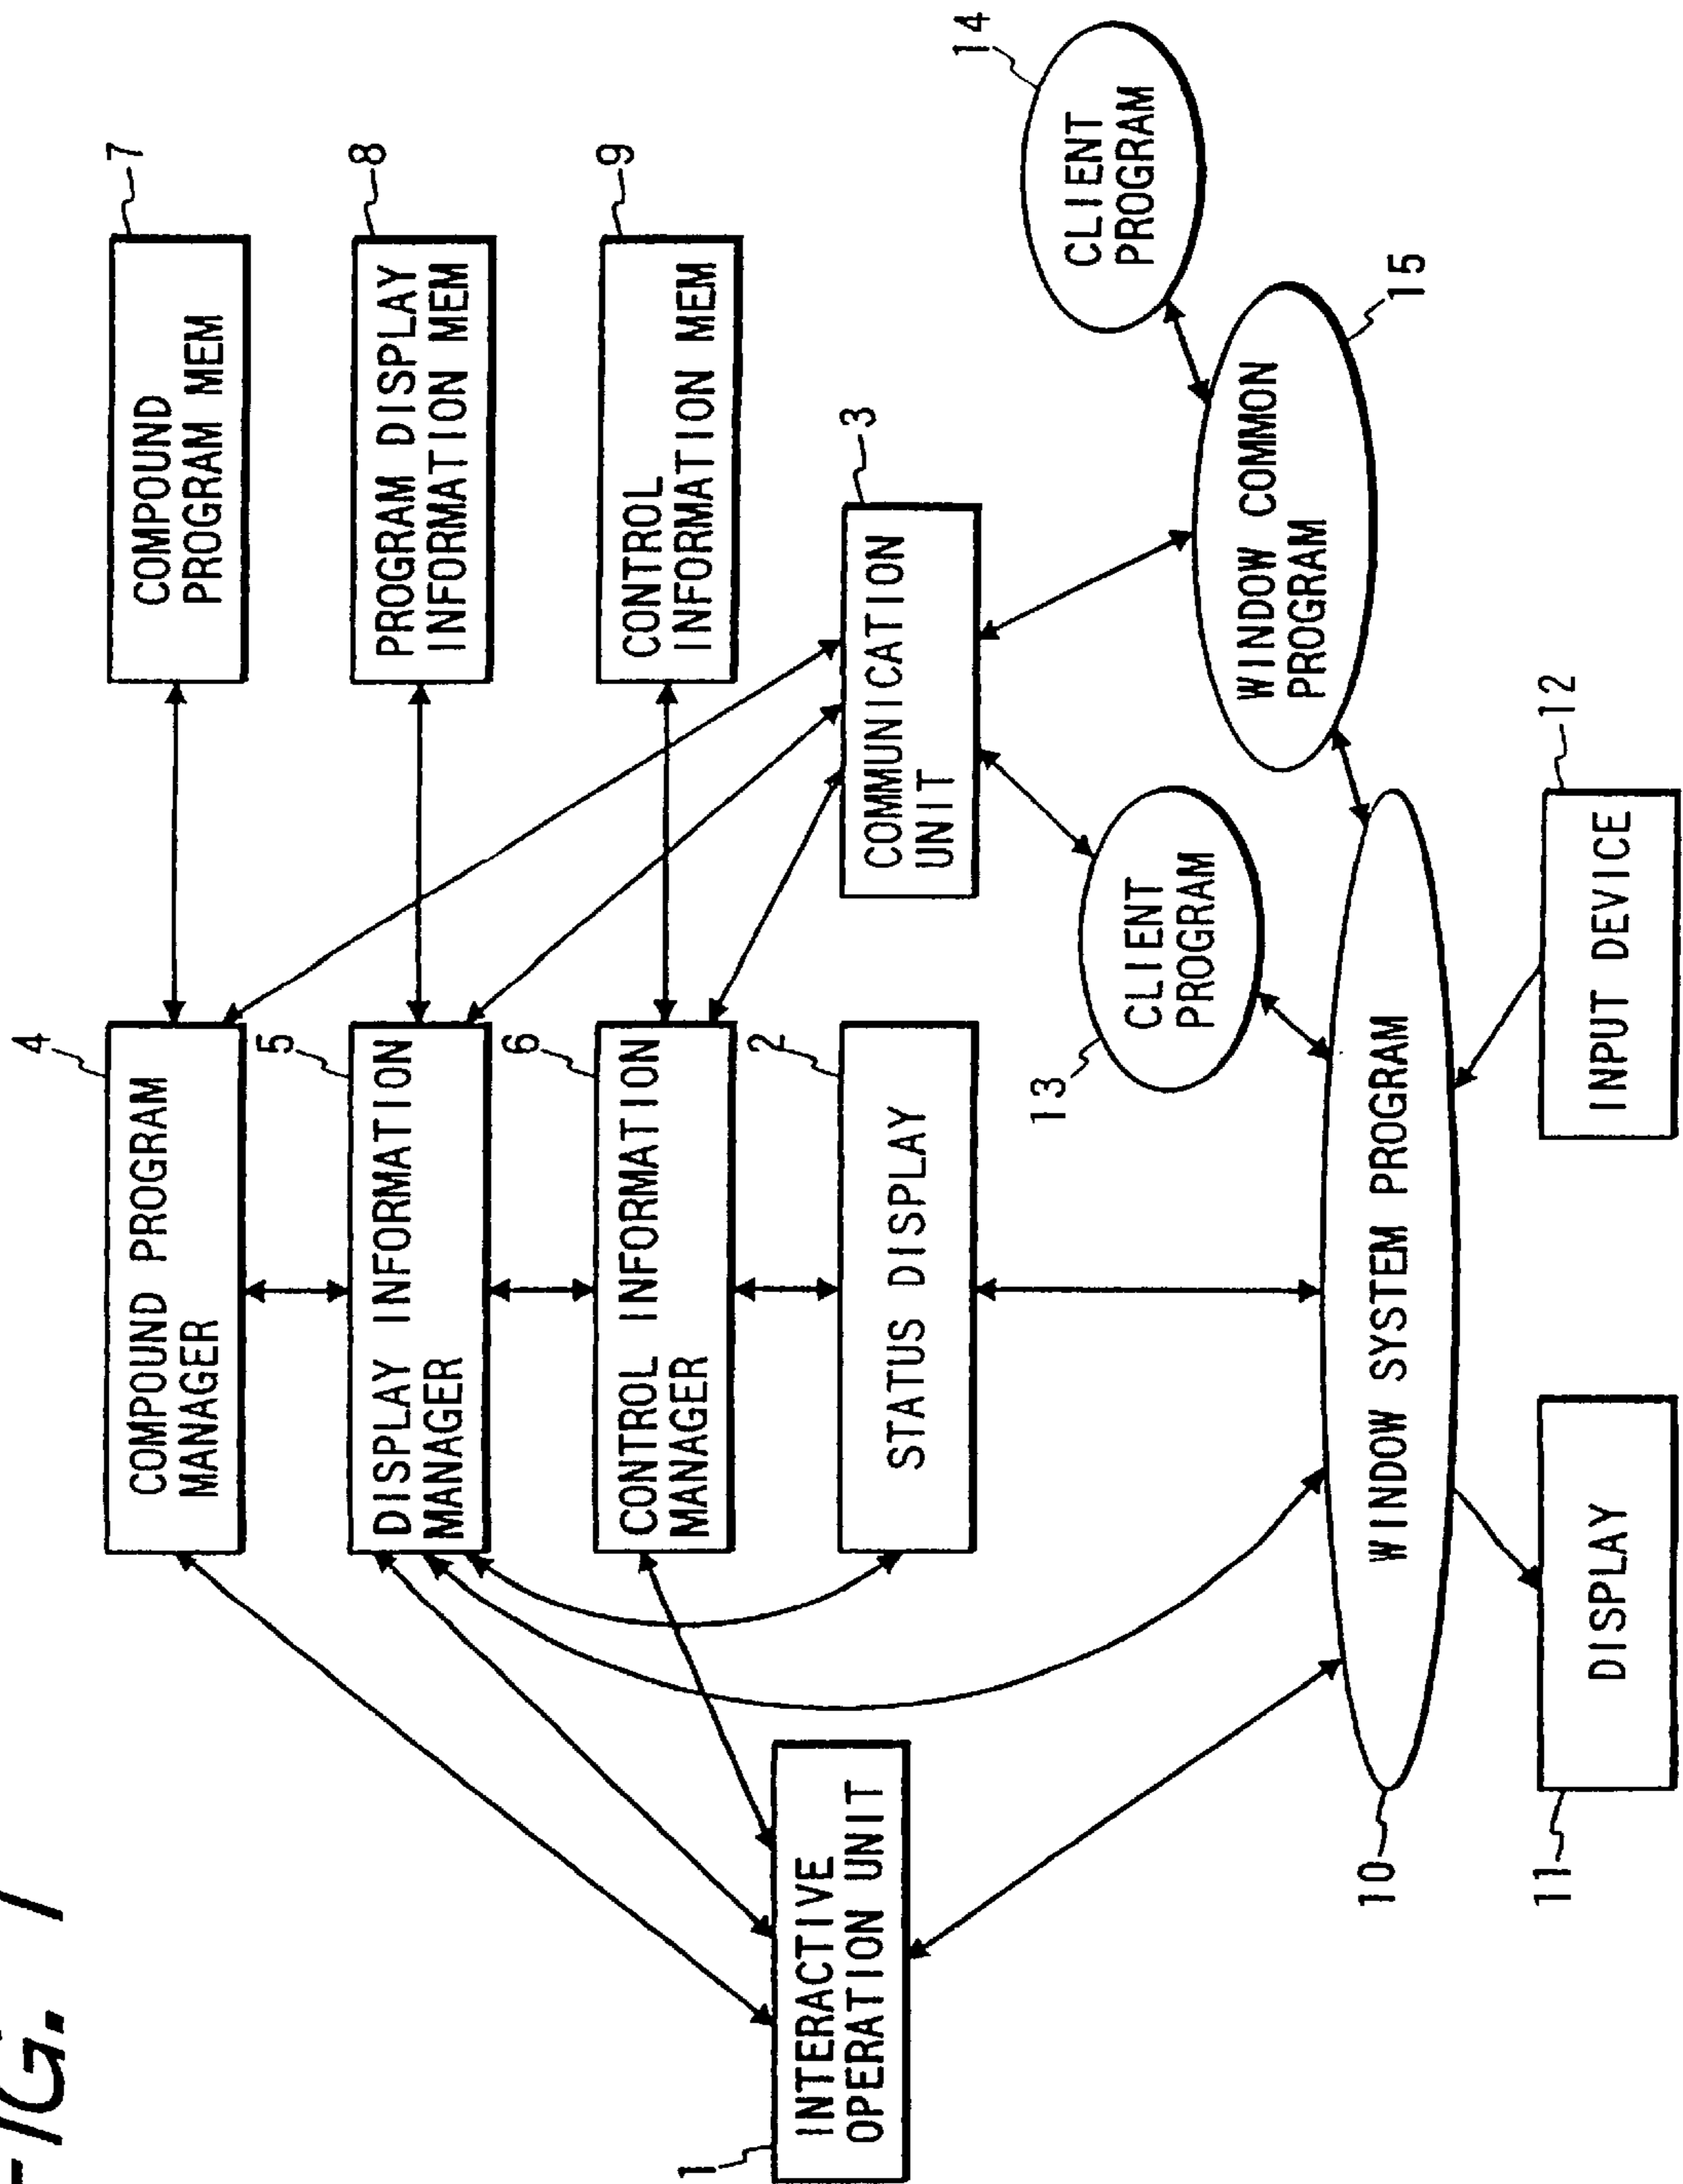 FIG. 1
4
COMPOUND PROGRAM
MANAGER
7
COMPOUND
PROGRAM MEM
5
DISPLAY INFORMATION
MANAGER
8
PROGRAM DISPLAY
INFORMATION MEM
6
CONTROL INFORMATION
MANAGER
9
CONTROL
INFORMATION MEM
1
INTERACTIVE
OPERATION UNIT
2
STATUS DISPLAY
3
COMMUNICATION
UNIT
13
CLIENT
PROGRAM
14
CLIENT
PROGRAM
WINDOW COMMON
PROGRAM
15
10
WINDOW SYSTEM PROGRAM
11
DISPLAY
12
INPUT DEVICE